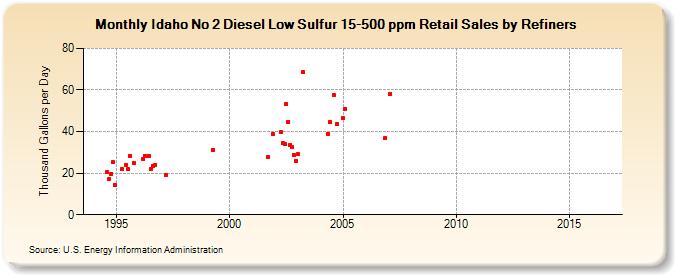 Monthly Idaho No 2 Diesel Low Sulfur 15-500 ppm Retail Sales by Refiners
Thousand Gallons per Day
80
60
40
20
0
1995 2000 2005 2010 2015
Source: U.S. Energy Information Administration